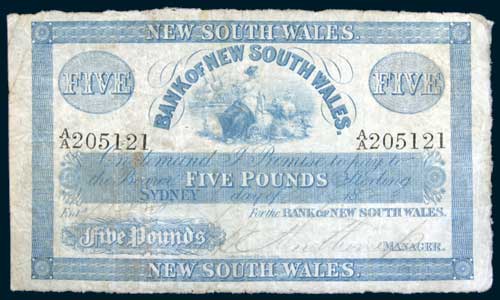 NEW SOUTH WALES.
FIVE FIVE
BANK OF NEW SOUTH WALES.
A/A 205121 A/A 205121
On demand I Promise to pay to
the Bearer FIVE POUNDS Sterling
SYDNEY day of 18
For the BANK OF NEW SOUTH WALES.
Five Pounds
MANAGER.
NEW SOUTH WALES.